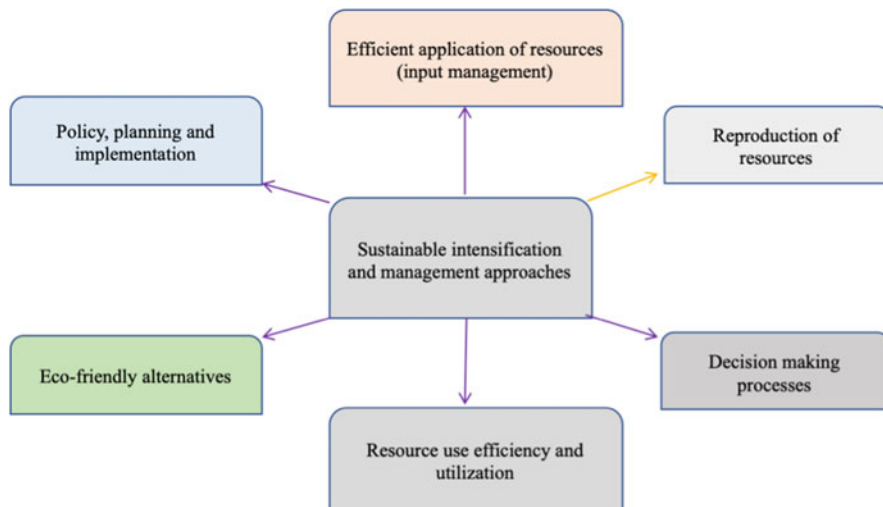 Efficient application of resources
(input management)
Policy, planning and
implementation
Reproduction of
resources
Sustainable intensification
and management approaches
Eco-friendly alternatives
Decision making
processes
Resource use efficiency and
utilization